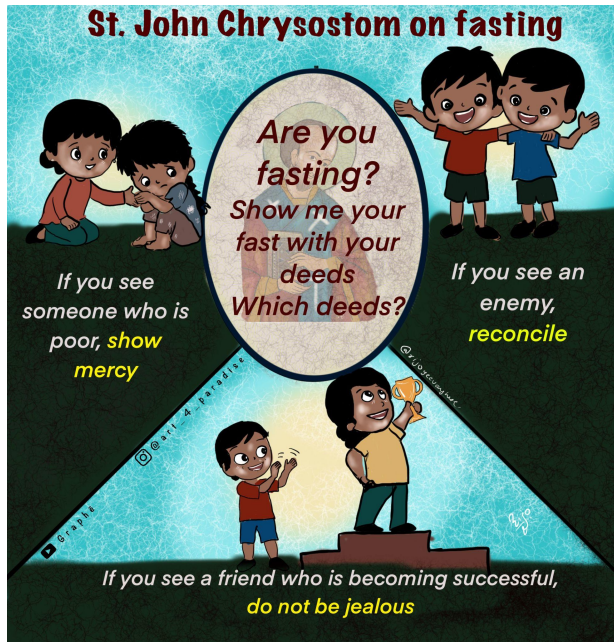 St. John Chrysostom on fasting
Are you
fasting?
Show me your
fast with your
deeds
Which deeds?
If you see
someone who is
poor, show
mercy
If you see an
enemy,
reconcile
@art_4_paradise
Graphē
If you see a friend who is becoming successful,
do not be jealous